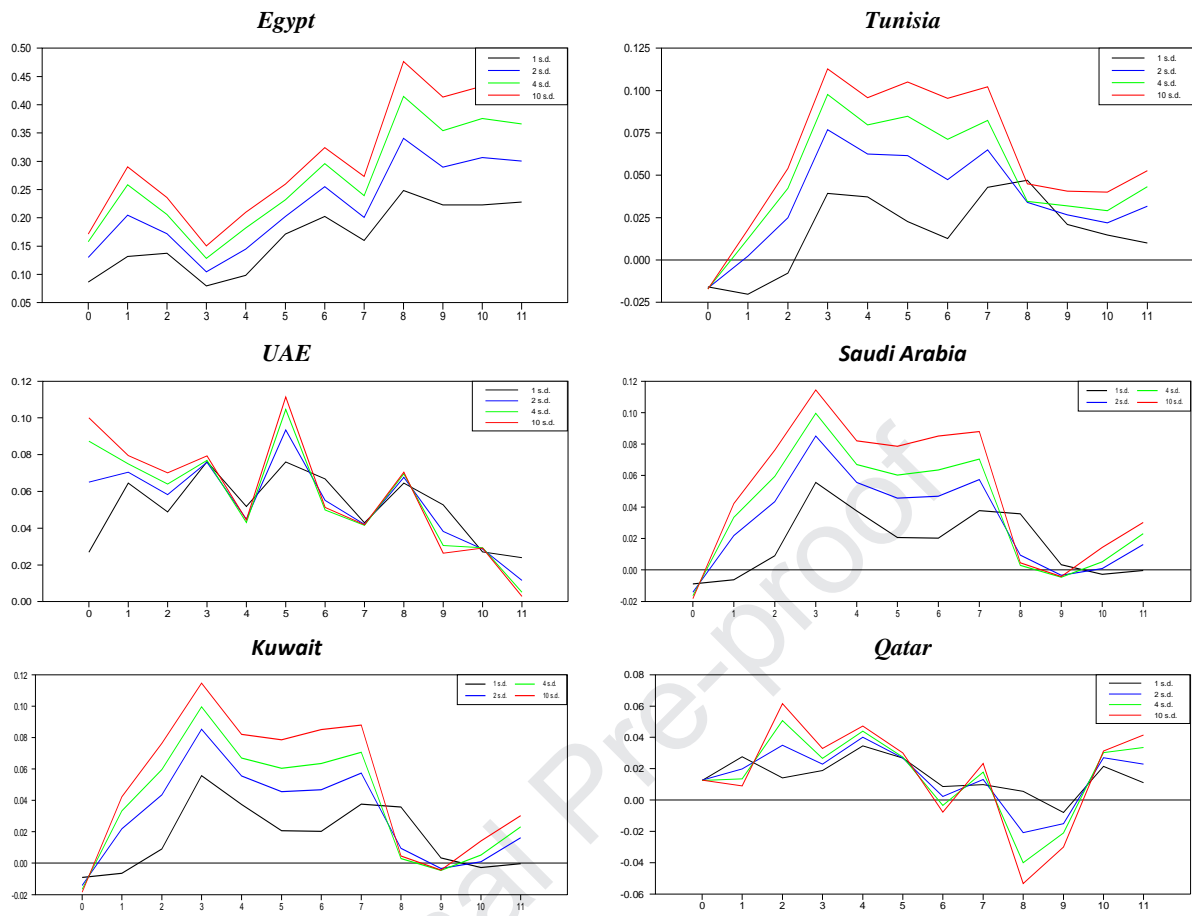 Egypt
0.50
0.45
0.40
0.35
0.30
0.25
0.20
0.15
0.10
0.05
0 1 2 3 4 5 6 7 8 9 10 11
1 s.d.
2 s.d.
4 s.d.
10 s.d.
Tunisia
0.125
0.100
0.075
0.050
0.025
0.000
-0.025
0 1 2 3 4 5 6 7 8 9 10 11
1 s.d.
2 s.d.
4 s.d.
10 s.d.
UAE
0.12
0.10
0.08
0.06
0.04
0.02
0.00
0 1 2 3 4 5 6 7 8 9 10 11
1 s.d.
2 s.d.
4 s.d.
10 s.d.
Saudi Arabia
0.12
0.10
0.08
0.06
0.04
0.02
0.00
-0.02
0 1 2 3 4 5 6 7 8 9 10 11
1 s.d. 4 s.d.
2 s.d. 10 s.d.
Kuwait
0.12
0.10
0.08
0.06
0.04
0.02
0.00
-0.02
0 1 2 3 4 5 6 7 8 9 10 11
1 s.d. 4 s.d.
2 s.d. 10 s.d.
Qatar
0.08
0.06
0.04
0.02
0.00
-0.02
-0.04
-0.06
0 1 2 3 4 5 6 7 8 9 10 11
1 s.d.
2 s.d.
4 s.d.
10 s.d.
al Pre-proof